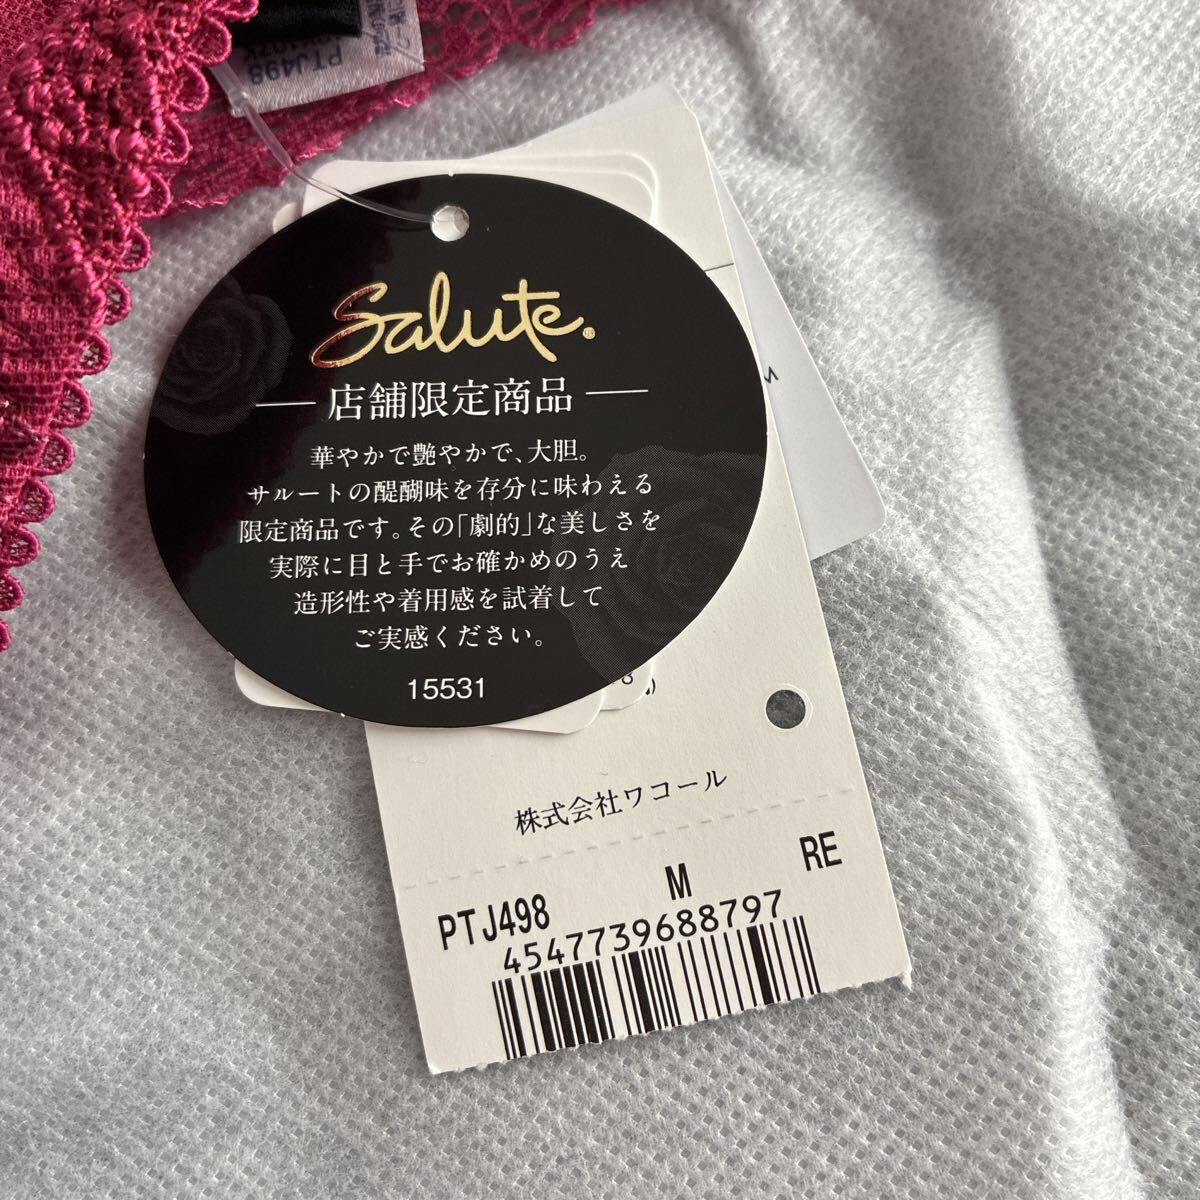 PTJ498
Salute®
店舗限定商品
華やかで艶やかで、大胆。
サルートの醍醐味を存分に味わえる
限定商品です。その「劇的」な美しさを
実際に目と手でお確かめのうえ
造形性や着用感を試着して
ご実感ください。
15531
株式会社ワコール
PTJ498 M RE
4547739688797